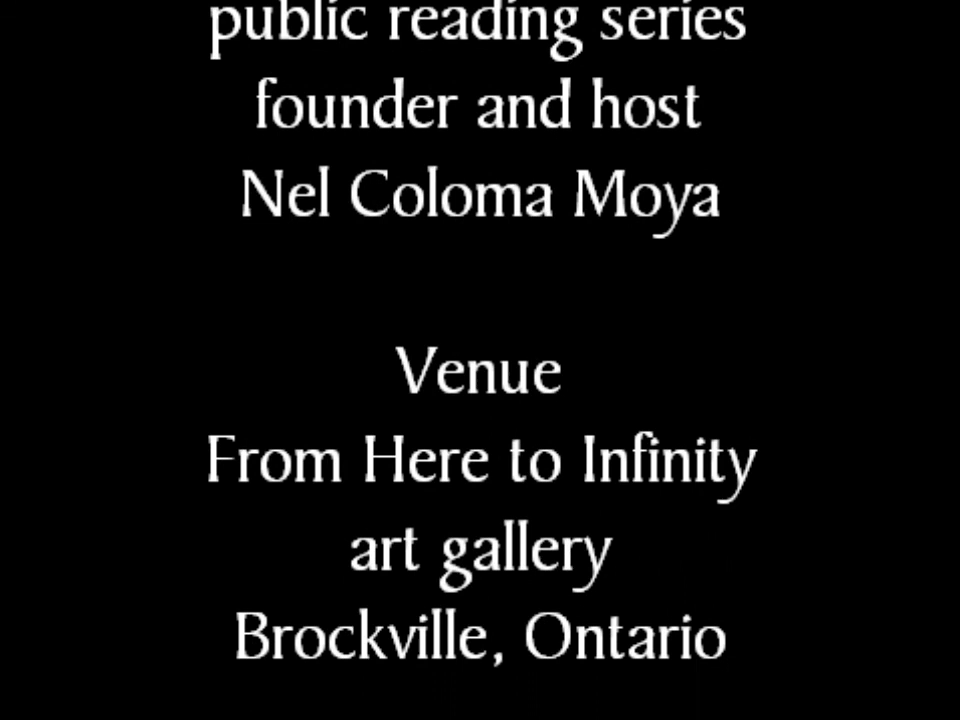 public reading series
founder and host
Nel Coloma Moya
Venue
From Here to Infinity
art gallery
Brockville, Ontario